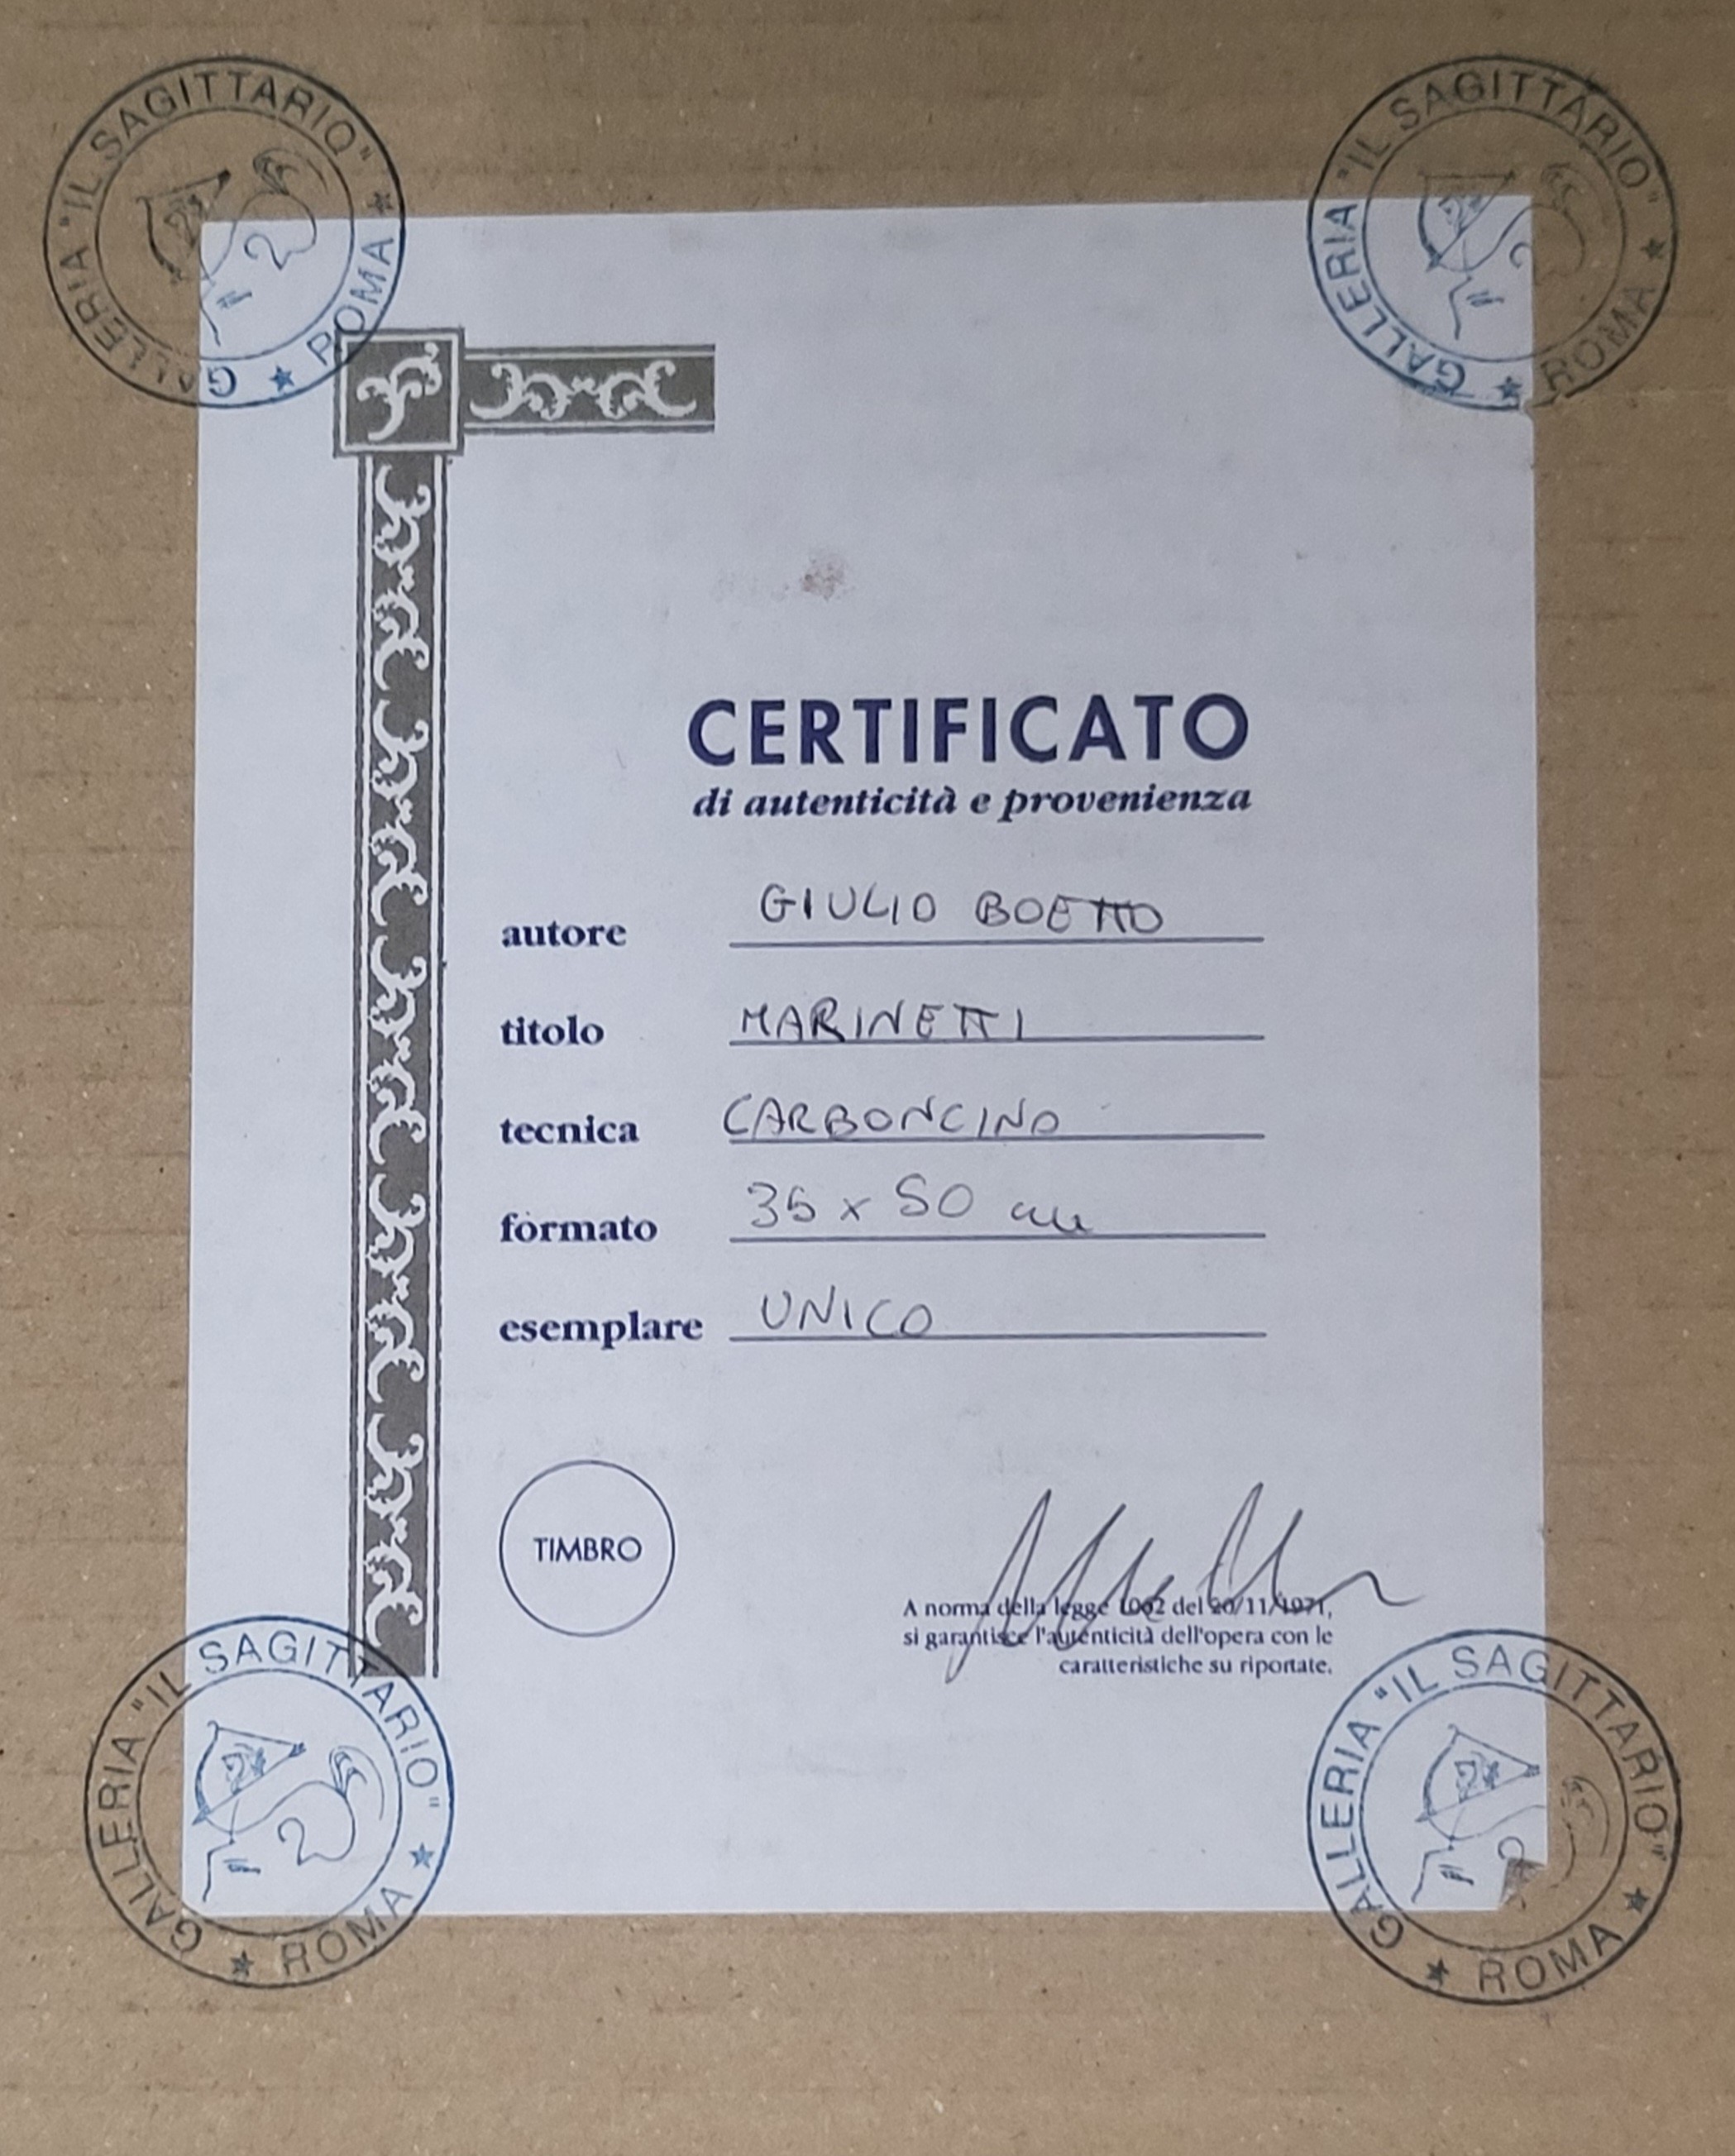 GALLERIA "IL SAGITTARIO" ★ ROMA ★
GALLERIA "IL SAGITTARIO" ★ ROMA ★
CERTIFICATO
di autenticità e provenienza
autore GIULIO BOETTO
titolo MARINETTI
tecnica CARBONCINO
formato 35 x 50 cm
esemplare UNICO
TIMBRO
A norma della legge 1062 del 20/11/1971,
si garantisce l'autenticità dell'opera con le
caratteristiche su riportate.
GALLERIA "IL SAGITTARIO" ★ ROMA ★
GALLERIA "IL SAGITTARIO" ★ ROMA ★